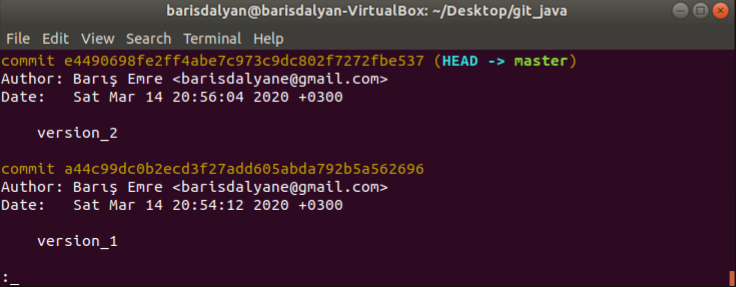 barisdalyan@barisdalyan-VirtualBox: ~/Desktop/git_java
File Edit View Search Terminal Help
commit e4490698fe2ff4abe7c973c9dc802f7272fbe537 (HEAD -> master)
Author: Barış Emre <barisdalyane@gmail.com>
Date:   Sat Mar 14 20:56:04 2020 +0300
    version_2
commit a44c99dc0b2ecd3f27add605abda792b5a562696
Author: Barış Emre <barisdalyane@gmail.com>
Date:   Sat Mar 14 20:54:12 2020 +0300
    version_1
:_